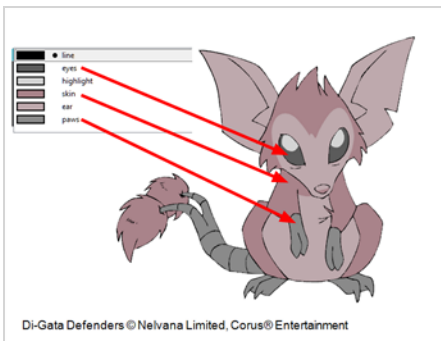 line
eyes
highlight
skin
ear
paws
Di-Gata Defenders © Nelvana Limited, Corus® Entertainment